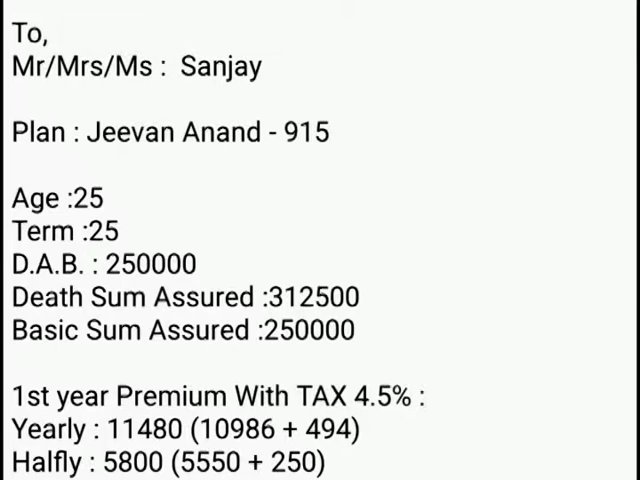 To,
Mr/Mrs/Ms :  Sanjay
Plan : Jeevan Anand - 915
Age :25
Term :25
D.A.B. : 250000
Death Sum Assured :312500
Basic Sum Assured :250000
1st year Premium With TAX 4.5% :
Yearly : 11480 (10986 + 494)
Halfly : 5800 (5550 + 250)